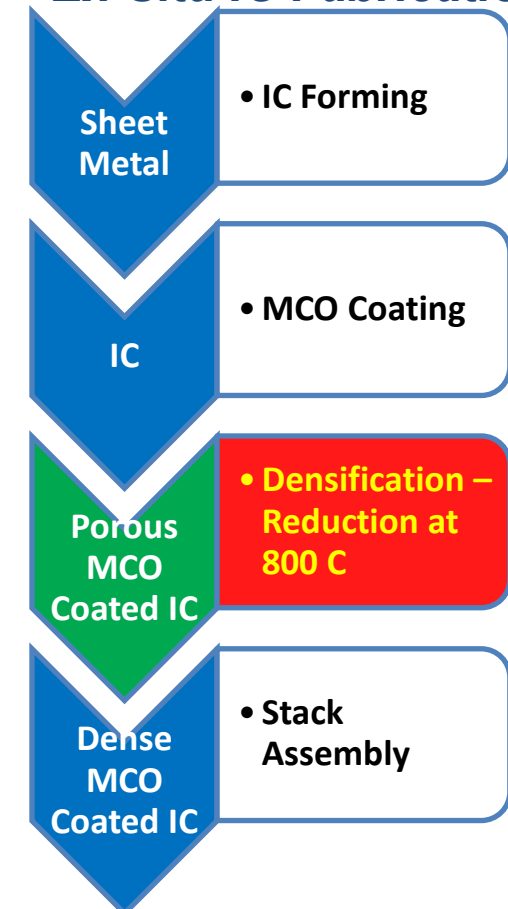 Sheet
Metal
• IC Forming
IC
• MCO Coating
Porous
MCO
Coated IC
• Densification –
Reduction at
800 C
Dense
MCO
Coated IC
• Stack
Assembly